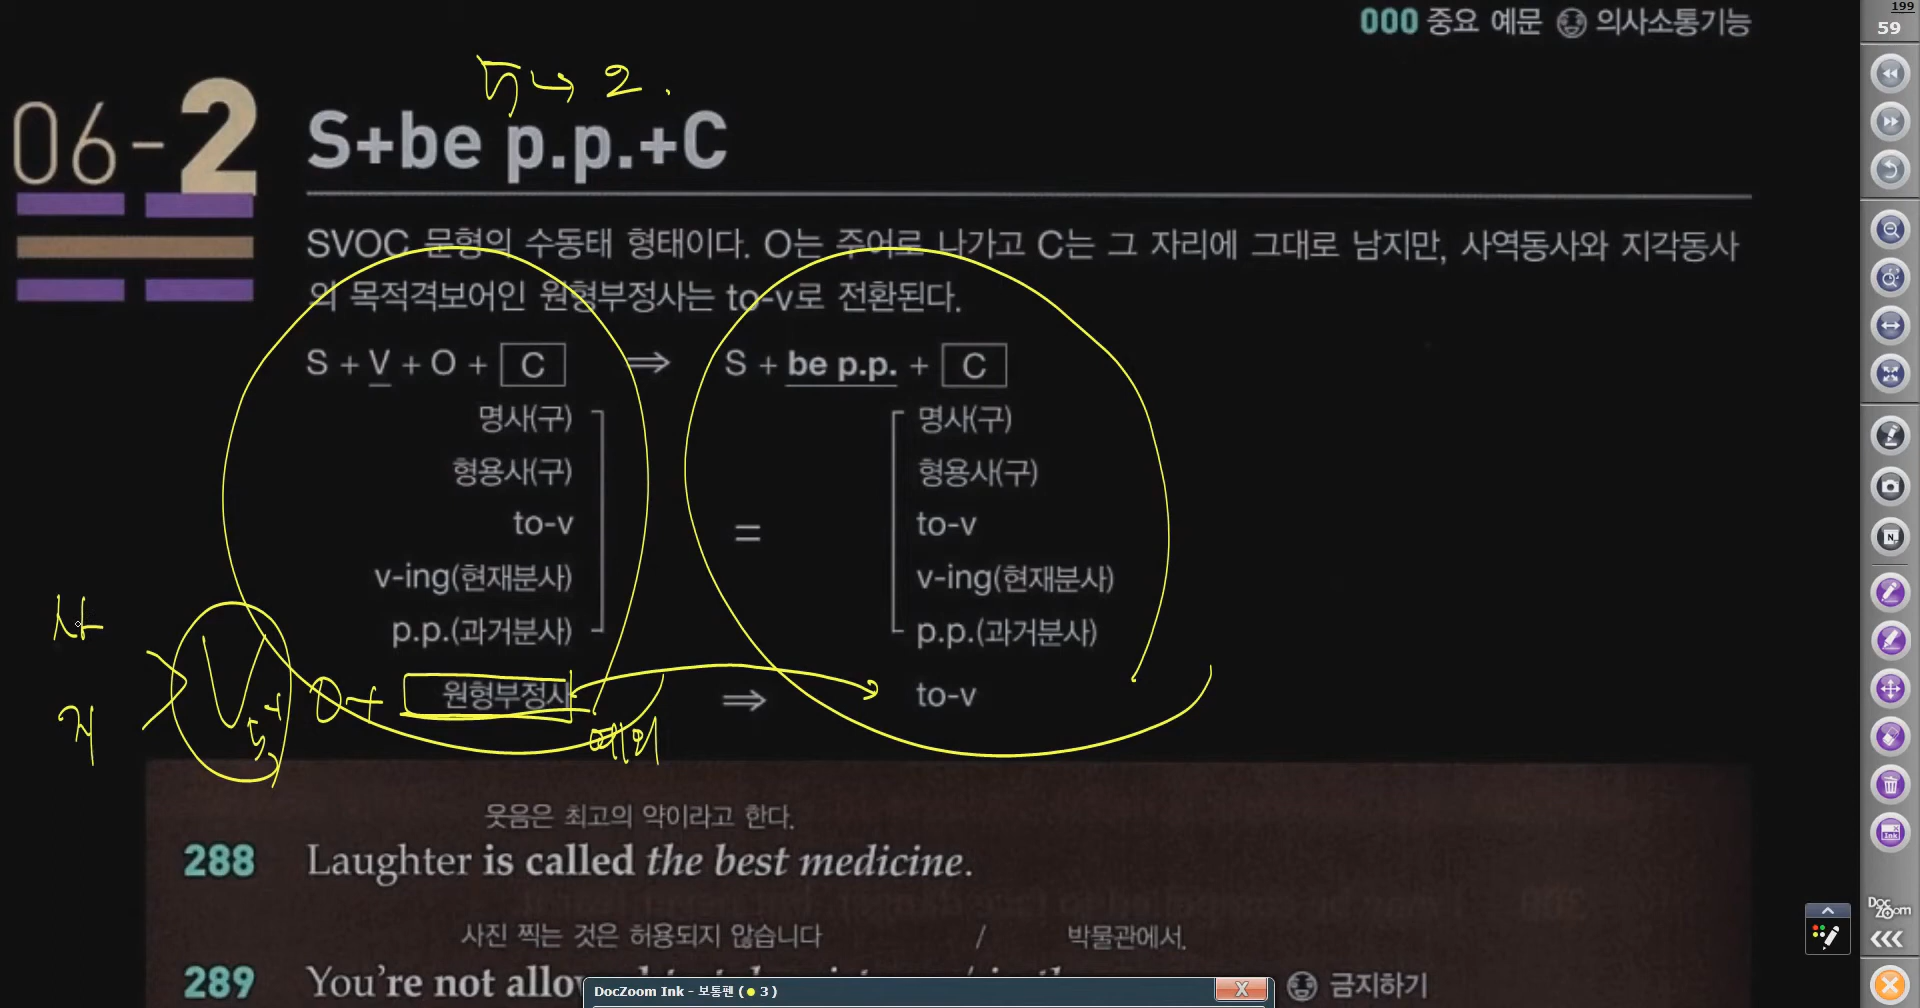 199
59
000 중요 예문 의사소통기능
5 → 2.
06-2
S+be p.p.+C
SVOC 문형의 수동태 형태이다. O는 주어로 나가고 C는 그 자리에 그대로 남지만, 사역동사와 지각동사
의 목적격보어인 원형부정사는 to-v로 전환된다.
S + V + O + C ⇒ S + be p.p. + C
명사(구) 명사(구)
형용사(구) 형용사(구)
to-v = to-v
v-ing(현재분사) v-ing(현재분사)
p.p.(과거분사) p.p.(과거분사)
사
지
V5 + O + 원형부정사 ⇒ to-v
예외
웃음은 최고의 약이라고 한다.
288 Laughter is called the best medicine.
사진 찍는 것은 허용되지 않습니다 / 박물관에서.
289 You're not allo
금지하기
DocZoom Ink - 보통펜 ( 3 )
X
Doc Zoom